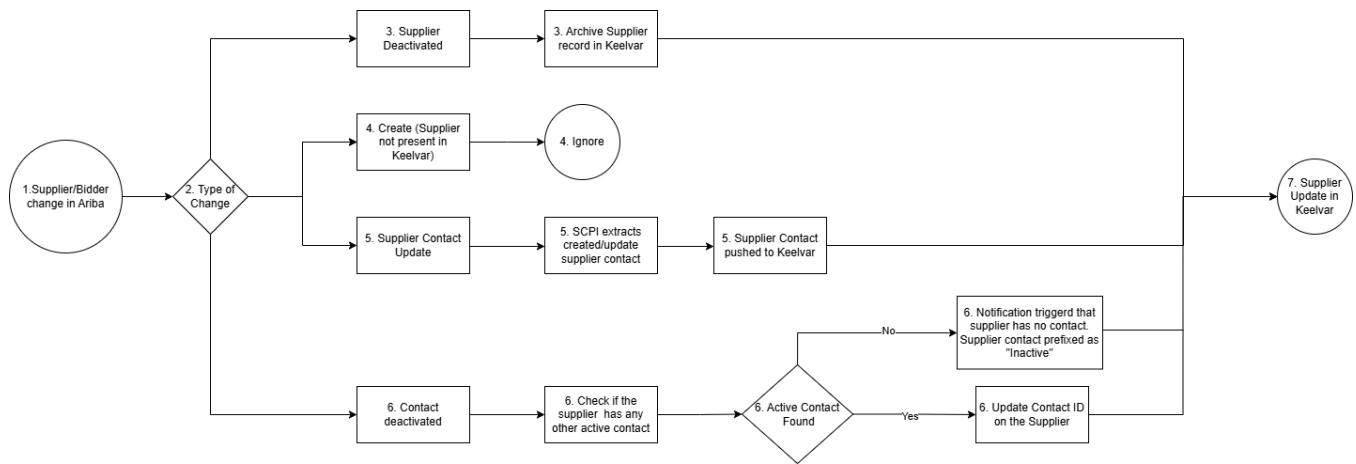 3. Supplier
Deactivated
3. Archive Supplier
record in Keelvar
4. Create (Supplier
not present in
Keelvar)
4. Ignore
1.Supplier/Bidder
change in Ariba
2. Type of
Change
7. Supplier
Update in
Keelvar
5. Supplier Contact
Update
5. SCPI extracts
created/update
supplier contact
5. Supplier Contact
pushed to Keelvar
No
6. Notification triggerd that
supplier has no contact.
Supplier contact prefixed as
"Inactive"
6. Contact
deactivated
6. Check if the
supplier has any
other active contact
6. Active Contact
Found
Yes
6. Update Contact ID
on the Supplier